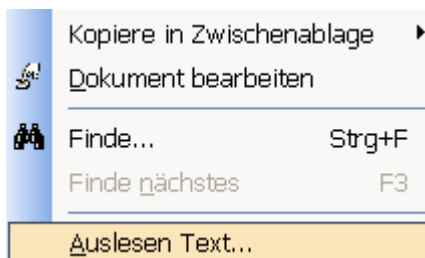 Kopiere in Zwischenablage
Dokument bearbeiten
Finde... Strg+F
Finde nächstes F3
Auslesen Text...